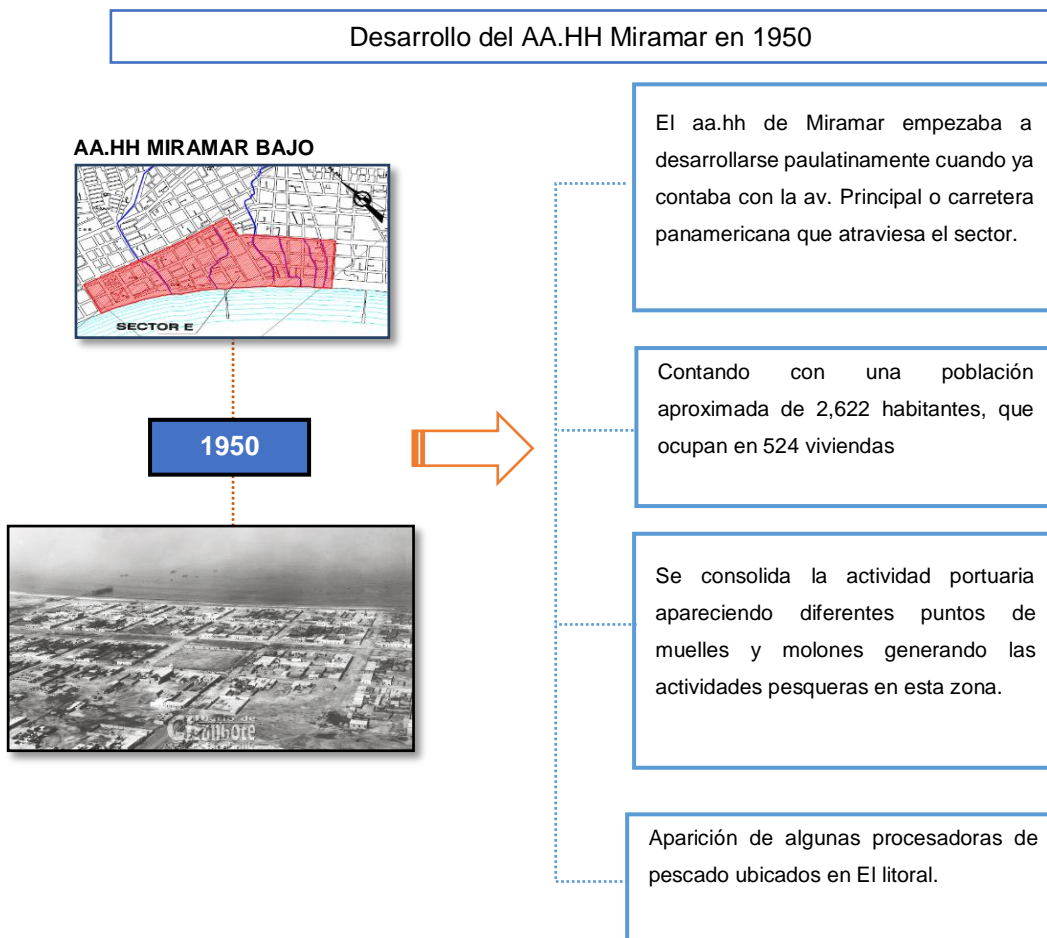 Desarrollo del AA.HH Miramar en 1950
AA.HH MIRAMAR BAJO
SECTOR E
1950
El aa.hh de Miramar empezaba a
desarrollarse paulatinamente cuando ya
contaba con la av. Principal o carretera
panamericana que atraviesa el sector.
Contando con una población
aproximada de 2,622 habitantes, que
ocupan en 524 viviendas
Se consolida la actividad portuaria
apareciendo diferentes puntos de
muelles y molones generando las
actividades pesqueras en esta zona.
Aparición de algunas procesadoras de
pescado ubicados en El litoral.